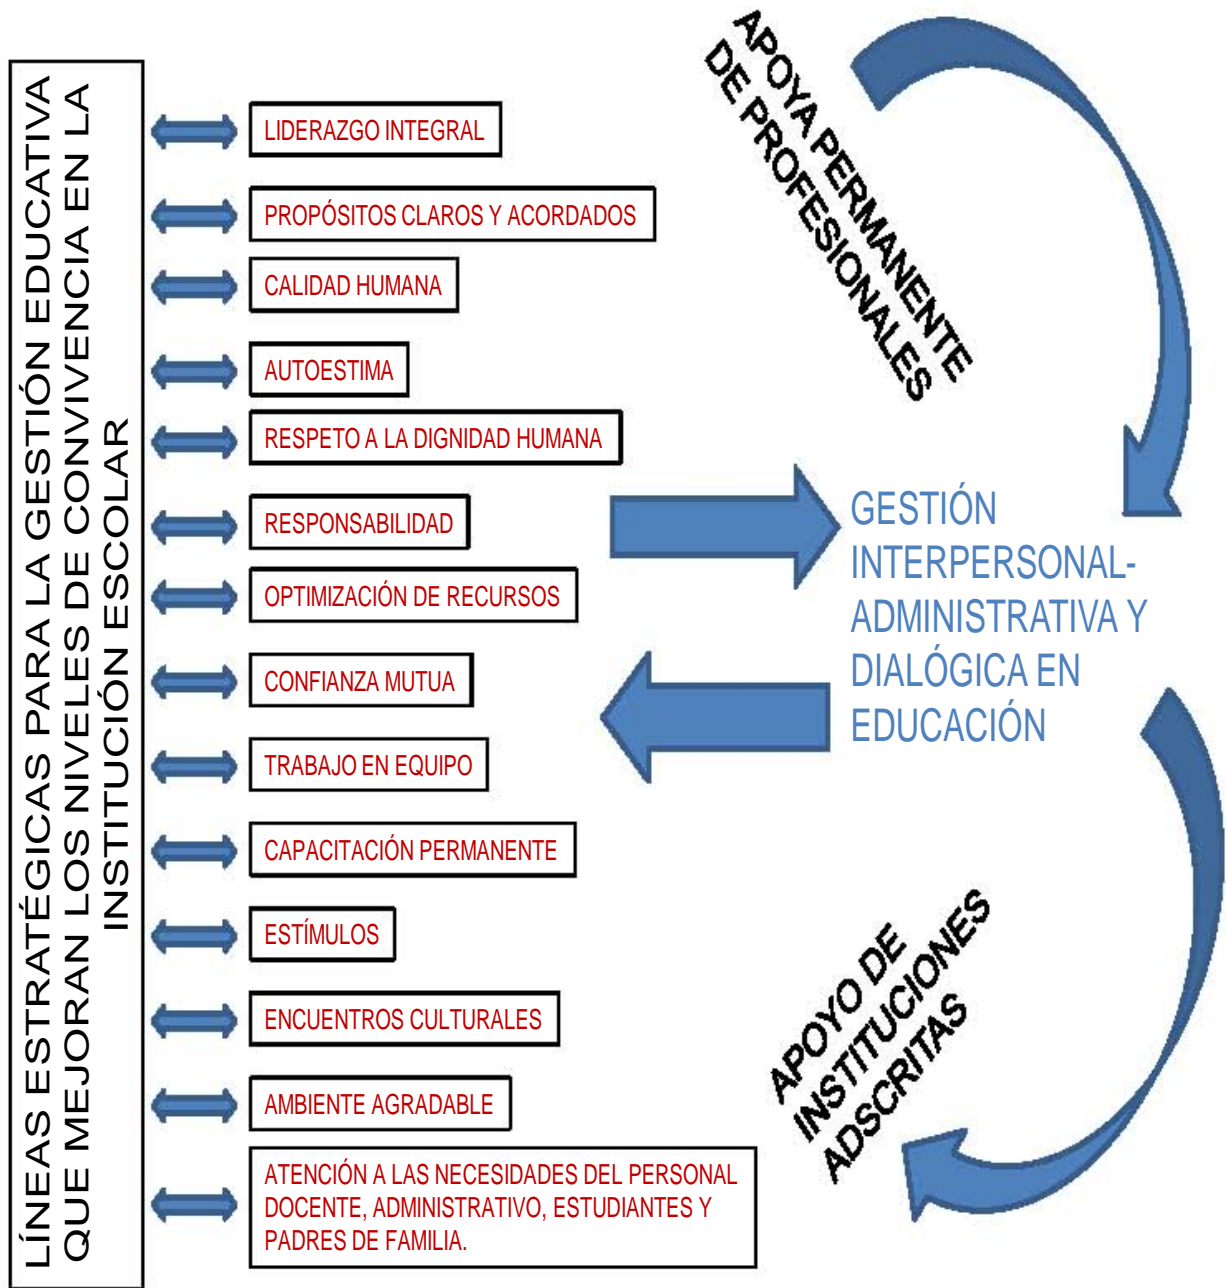 LÍNEAS ESTRATÉGICAS PARA LA GESTIÓN EDUCATIVA
QUE MEJORAN LOS NIVELES DE CONVIVENCIA EN LA
INSTITUCIÓN ESCOLAR
LIDERAZGO INTEGRAL
PROPÓSITOS CLAROS Y ACORDADOS
CALIDAD HUMANA
AUTOESTIMA
RESPETO A LA DIGNIDAD HUMANA
RESPONSABILIDAD
OPTIMIZACIÓN DE RECURSOS
CONFIANZA MUTUA
TRABAJO EN EQUIPO
CAPACITACIÓN PERMANENTE
ESTÍMULOS
ENCUENTROS CULTURALES
AMBIENTE AGRADABLE
ATENCIÓN A LAS NECESIDADES DEL PERSONAL
DOCENTE, ADMINISTRATIVO, ESTUDIANTES Y
PADRES DE FAMILIA.
APOYA PERMANENTE
DE PROFESIONALES
GESTIÓN
INTERPERSONAL-
ADMINISTRATIVA Y
DIALÓGICA EN
EDUCACIÓN
APOYO DE
INSTITUCIONES
ADSCRITAS